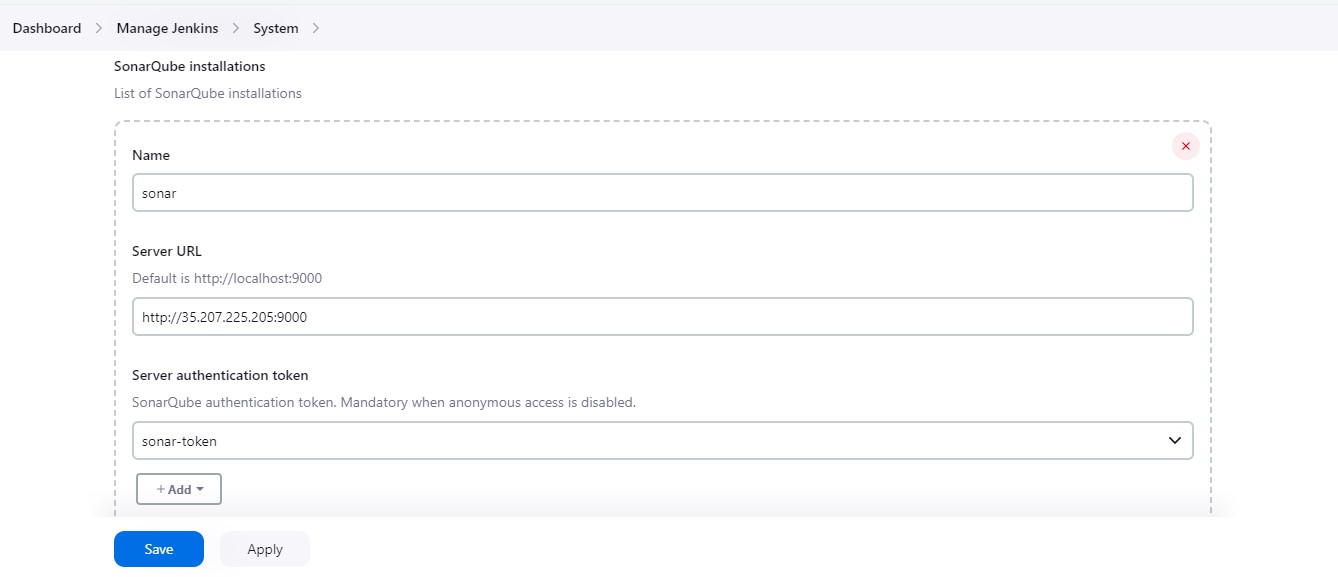 Dashboard > Manage Jenkins > System >
SonarQube installations
List of SonarQube installations
Name
sonar
Server URL
Default is http://localhost:9000
http://35.207.225.205:9000
Server authentication token
SonarQube authentication token. Mandatory when anonymous access is disabled.
sonar-token
+ Add
Save Apply